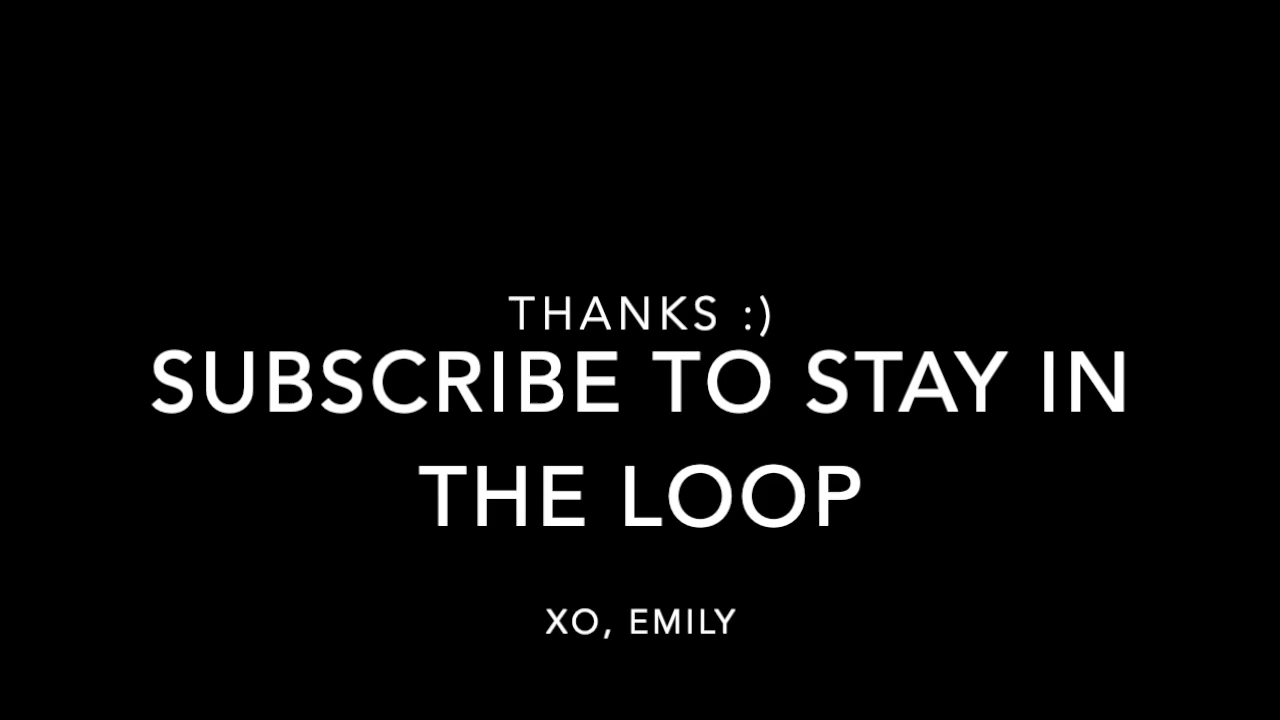 THANKS :)
SUBSCRIBE TO STAY IN
THE LOOP
XO, EMILY